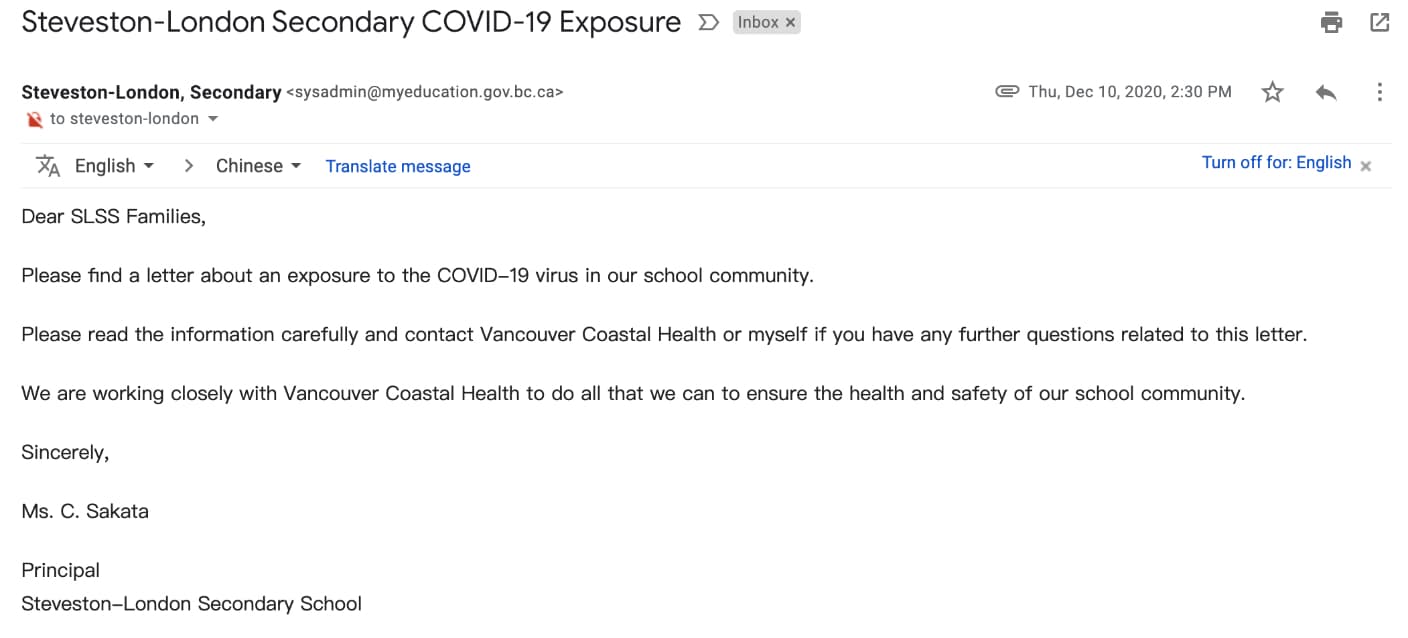 Steveston-London Secondary COVID-19 Exposure Inbox ×
Steveston-London, Secondary <sysadmin@myeducation.gov.bc.ca> Thu, Dec 10, 2020, 2:30 PM
to steveston-london
English > Chinese Translate message Turn off for: English ×
Dear SLSS Families,
Please find a letter about an exposure to the COVID-19 virus in our school community.
Please read the information carefully and contact Vancouver Coastal Health or myself if you have any further questions related to this letter.
We are working closely with Vancouver Coastal Health to do all that we can to ensure the health and safety of our school community.
Sincerely,
Ms. C. Sakata
Principal
Steveston-London Secondary School